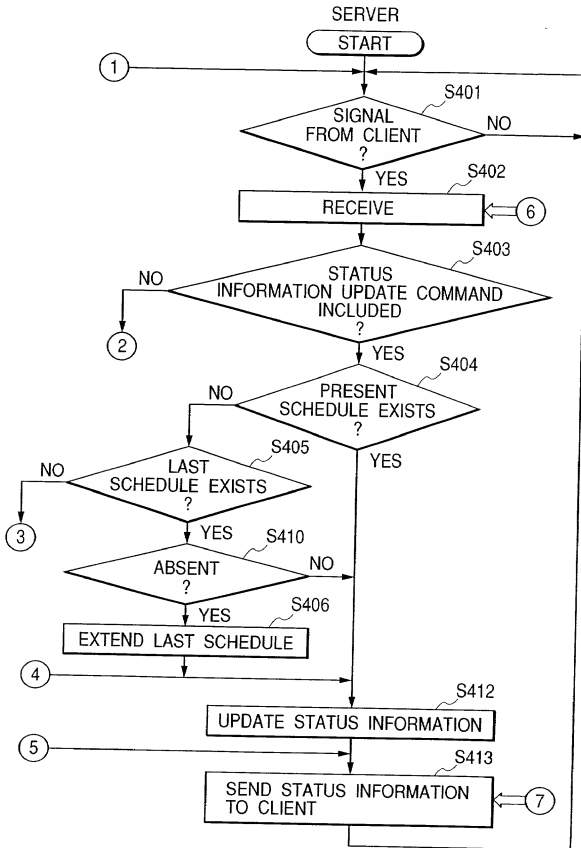 SERVER
START
1
S401
SIGNAL
FROM CLIENT
?
NO
YES
S402
RECEIVE
6
S403
STATUS
INFORMATION UPDATE COMMAND
INCLUDED
?
NO
2
YES
S404
PRESENT
SCHEDULE EXISTS
?
NO
YES
S405
LAST
SCHEDULE EXISTS
?
NO
3
YES
S410
ABSENT
?
NO
YES
S406
EXTEND LAST SCHEDULE
4
S412
UPDATE STATUS INFORMATION
5
S413
SEND STATUS INFORMATION
TO CLIENT
7